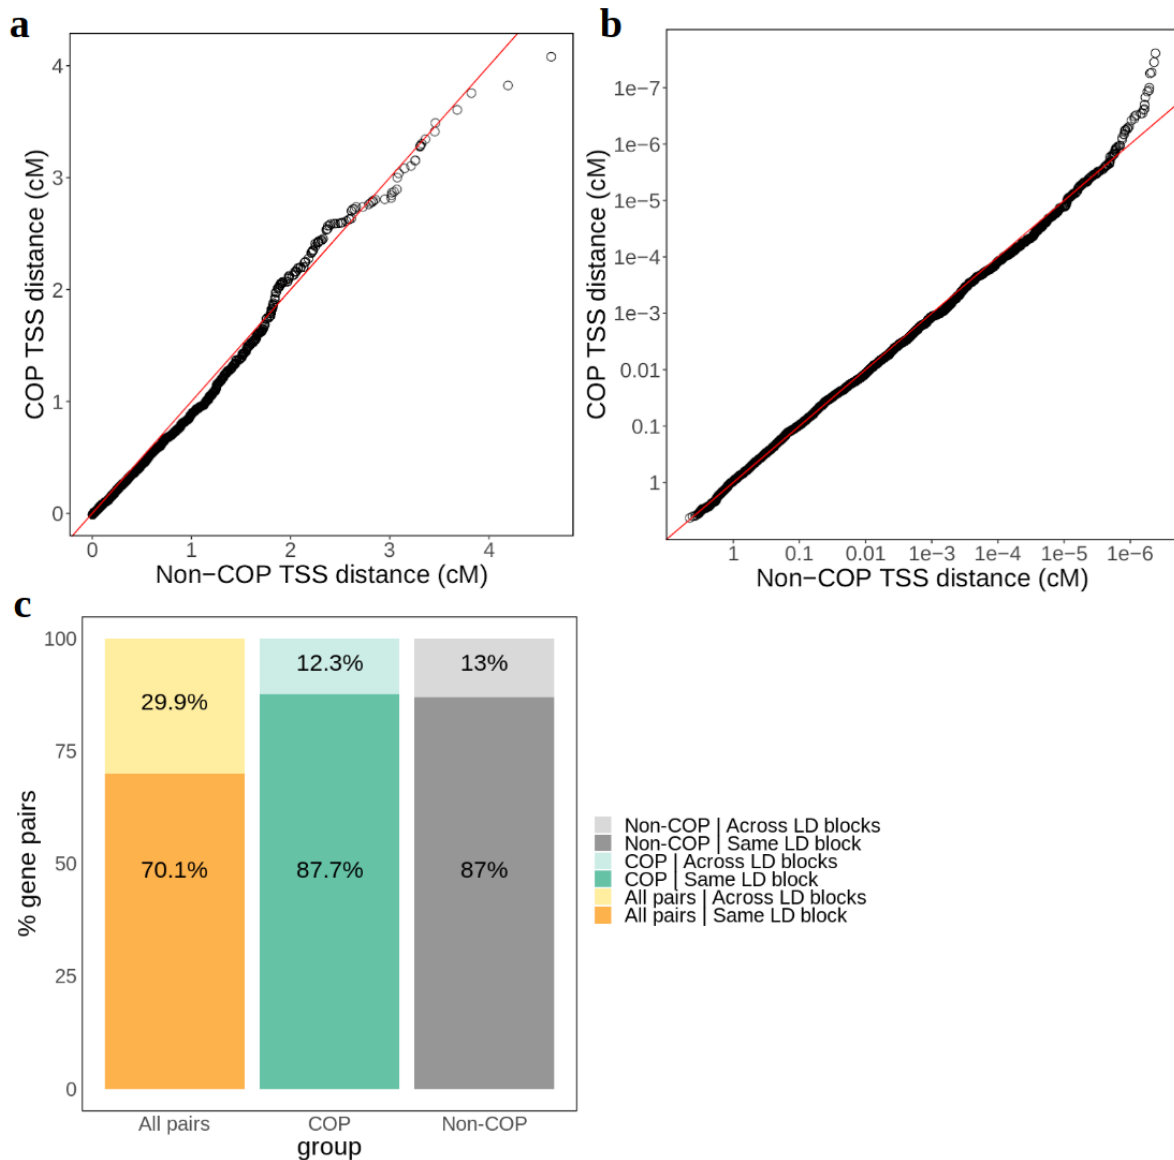 a
COP TSS distance (cM)
4
3
2
1
0
0 1 2 3 4
Non−COP TSS distance (cM)
b
COP TSS distance (cM)
1e-7
1e-6
1e-5
1e-4
1e-3
0.01
0.1
1
1 0.1 0.01 1e-3 1e-4 1e-5 1e-6
Non−COP TSS distance (cM)
c
% gene pairs
100
75
50
25
0
29.9% 12.3% 13%
70.1% 87.7% 87%
All pairs COP Non-COP
group
Non−COP | Across LD blocks
Non−COP | Same LD block
COP | Across LD blocks
COP | Same LD block
All pairs | Across LD blocks
All pairs | Same LD block